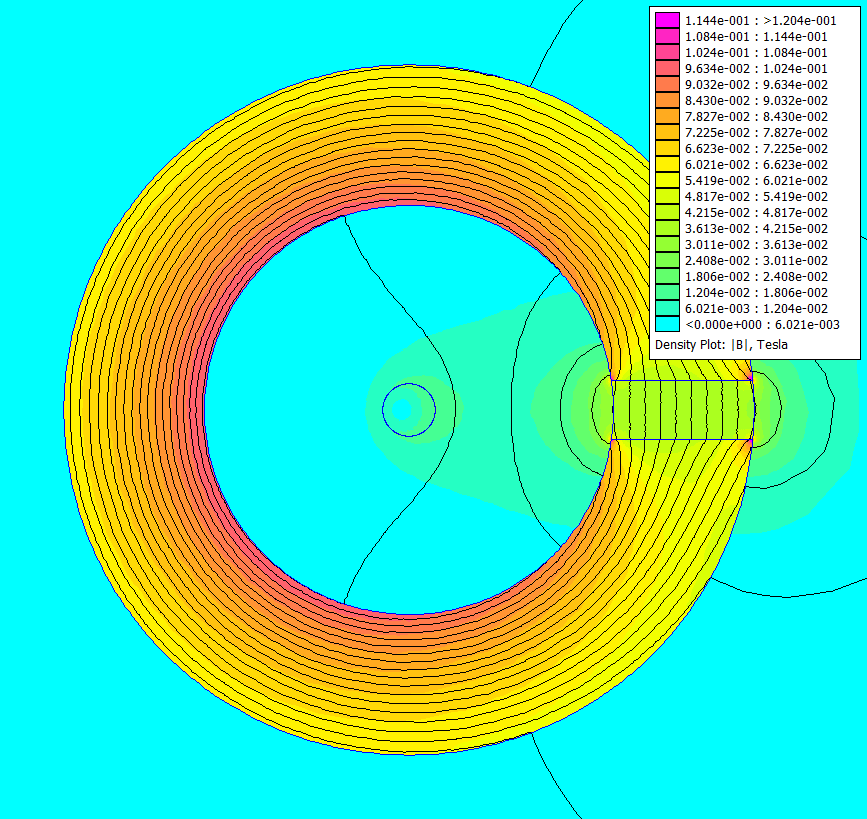 1.144e-001 : >1.204e-001
1.084e-001 : 1.144e-001
1.024e-001 : 1.084e-001
9.634e-002 : 1.024e-001
9.032e-002 : 9.634e-002
8.430e-002 : 9.032e-002
7.827e-002 : 8.430e-002
7.225e-002 : 7.827e-002
6.623e-002 : 7.225e-002
6.021e-002 : 6.623e-002
5.419e-002 : 6.021e-002
4.817e-002 : 5.419e-002
4.215e-002 : 4.817e-002
3.613e-002 : 4.215e-002
3.011e-002 : 3.613e-002
2.408e-002 : 3.011e-002
1.806e-002 : 2.408e-002
1.204e-002 : 1.806e-002
6.021e-003 : 1.204e-002
<0.000e+000 : 6.021e-003
Density Plot: |B|, Tesla